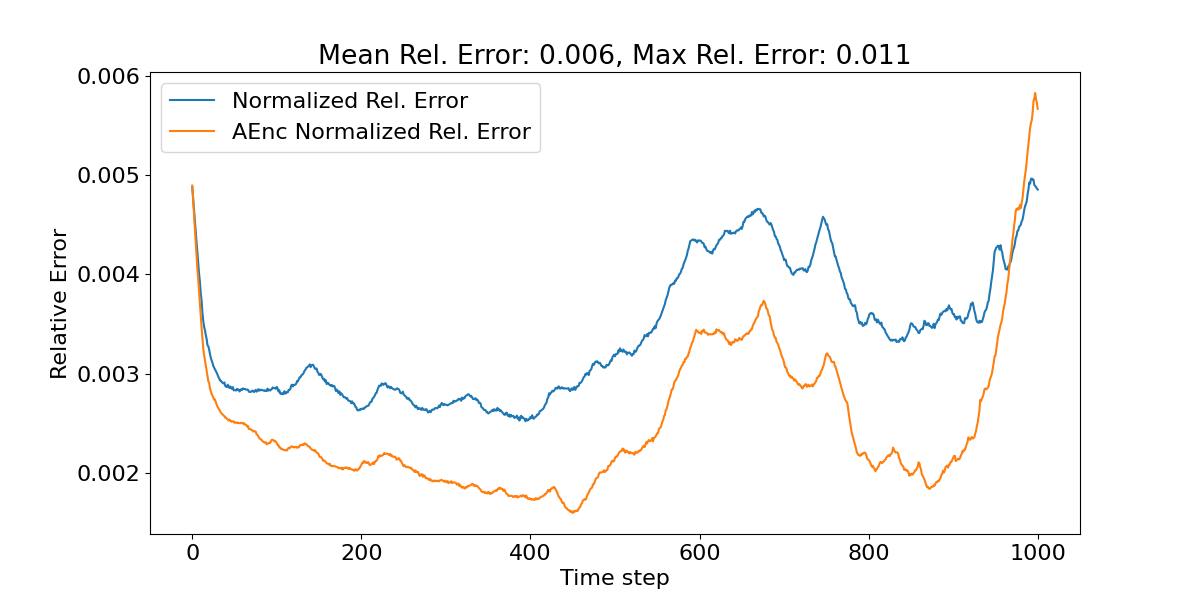 Mean Rel. Error: 0.006, Max Rel. Error: 0.011
0.006
0.005
0.004
0.003
0.002
Relative Error
Normalized Rel. Error
AEnc Normalized Rel. Error
0 200 400 600 800 1000
Time step